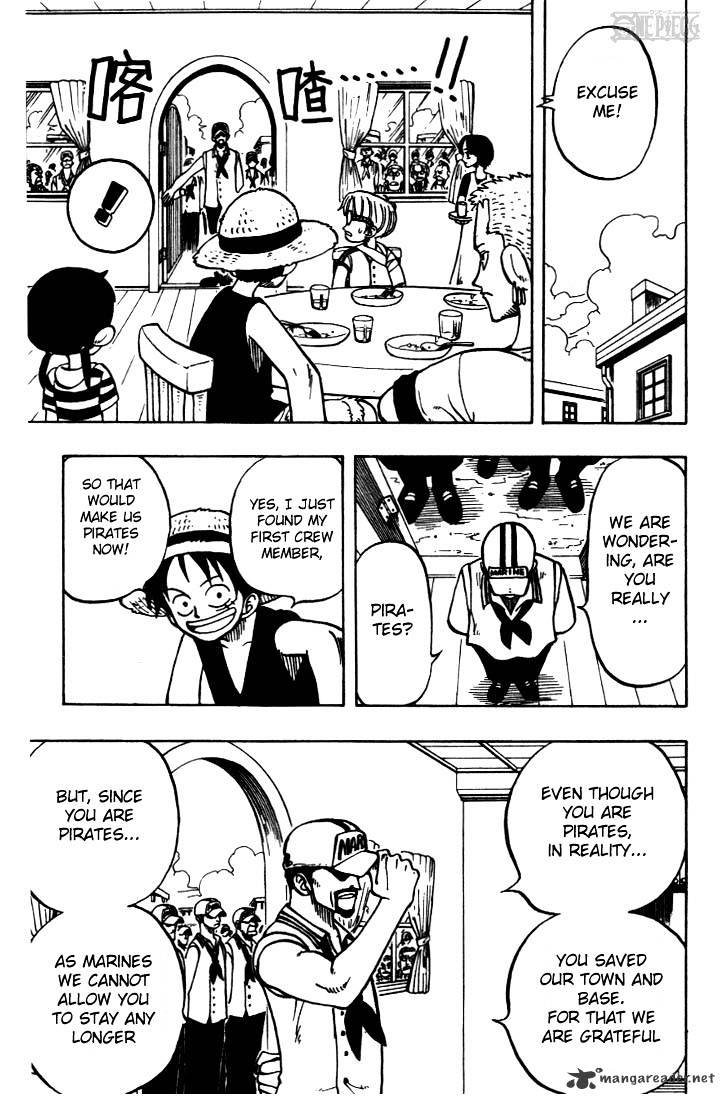 ONE PIECE
EXCUSE
ME!
喀
喳……!!
!
WE ARE
WONDER-
ING, ARE
YOU
REALLY
...
PIRA-
TES?
MARINE
YES, I JUST
FOUND MY
FIRST CREW
MEMBER,
SO THAT
WOULD
MAKE US
PIRATES
NOW!
EVEN THOUGH
YOU ARE
PIRATES,
IN REALITY...
YOU SAVED
OUR TOWN AND
BASE.
FOR THAT WE
ARE GRATEFUL
MARI
BUT, SINCE
YOU ARE
PIRATES...
AS MARINES
WE CANNOT
ALLOW YOU
TO STAY ANY
LONGER
mangareader.net